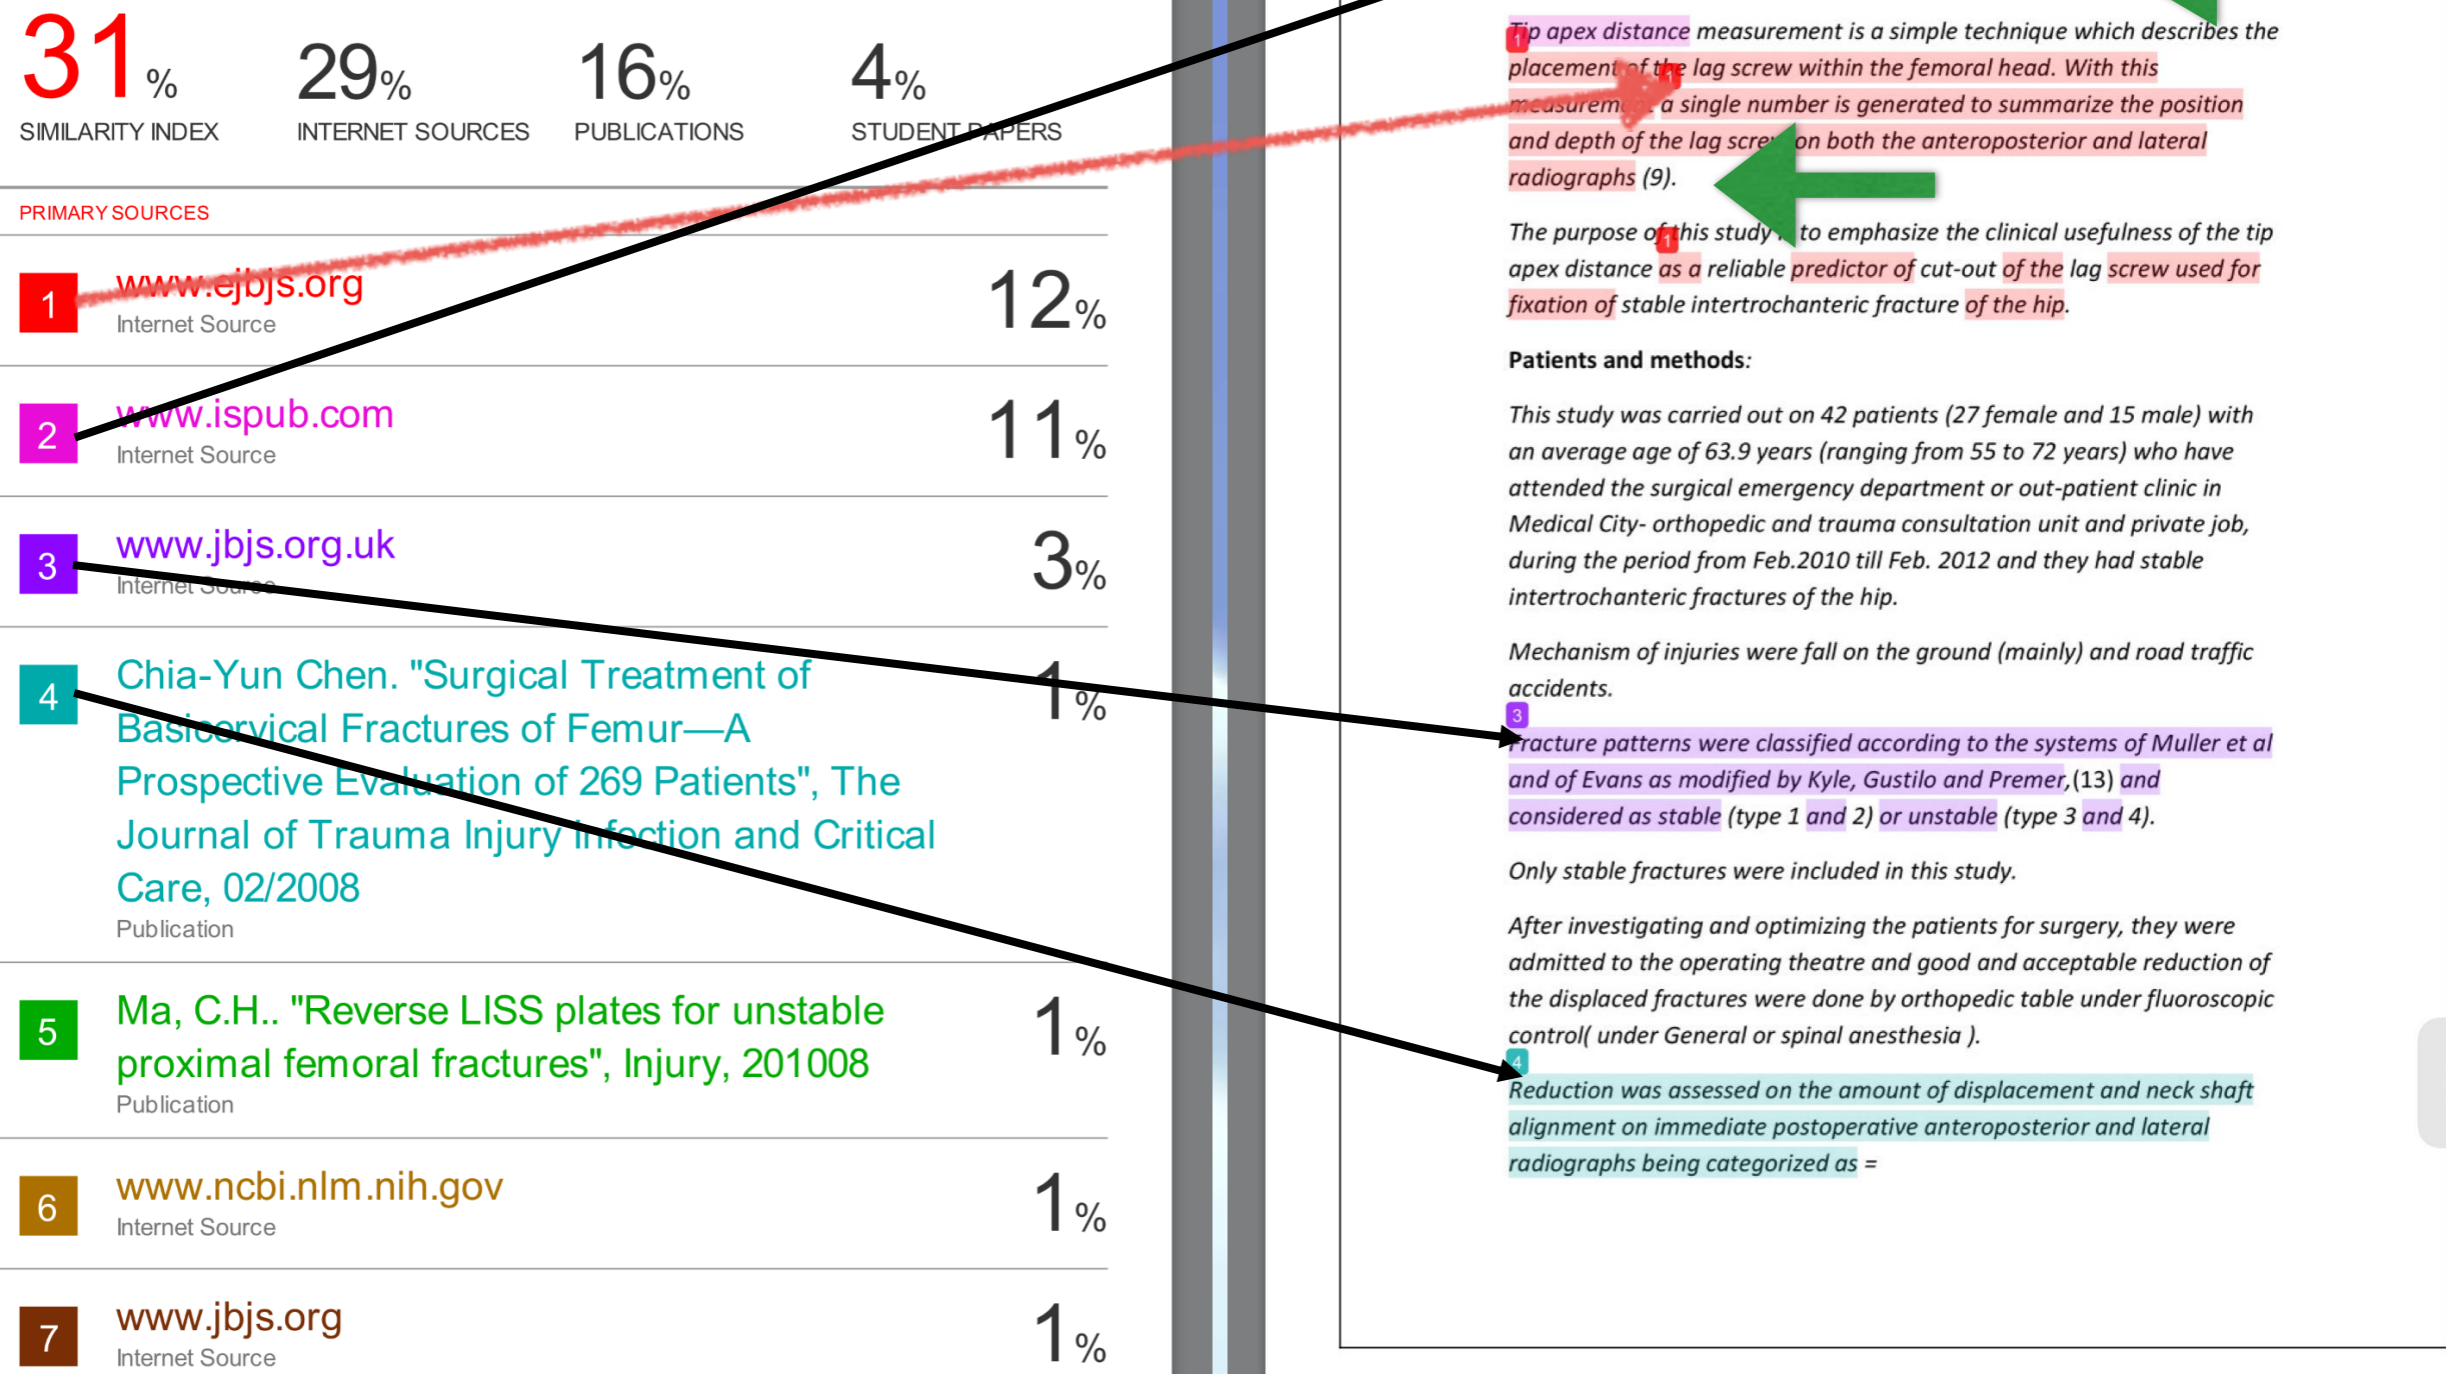 31%
SIMILARITY INDEX
29%
INTERNET SOURCES
16%
PUBLICATIONS
4%
STUDENT PAPERS
PRIMARY SOURCES
1
www.ejbjs.org
Internet Source
12%
2
www.ispub.com
Internet Source
11%
3
www.jbjs.org.uk
Internet Source
3%
4
Chia-Yun Chen. "Surgical Treatment of
Basicervical Fractures of Femur—A
Prospective Evaluation of 269 Patients", The
Journal of Trauma Injury Infection and Critical
Care, 02/2008
Publication
1%
5
Ma, C.H.. "Reverse LISS plates for unstable
proximal femoral fractures", Injury, 201008
Publication
1%
6
www.ncbi.nlm.nih.gov
Internet Source
1%
7
www.jbjs.org
Internet Source
1%
Tip apex distance measurement is a simple technique which describes the
1
placement of the lag screw within the femoral head. With this
1
measurement a single number is generated to summarize the position
and depth of the lag screw on both the anteroposterior and lateral
radiographs (9).
The purpose of this study to emphasize the clinical usefulness of the tip
1
apex distance as a reliable predictor of cut-out of the lag screw used for
fixation of stable intertrochanteric fracture of the hip.
Patients and methods:
This study was carried out on 42 patients (27 female and 15 male) with
an average age of 63.9 years (ranging from 55 to 72 years) who have
attended the surgical emergency department or out-patient clinic in
Medical City- orthopedic and trauma consultation unit and private job,
during the period from Feb.2010 till Feb. 2012 and they had stable
intertrochanteric fractures of the hip.
Mechanism of injuries were fall on the ground (mainly) and road traffic
accidents.
3
Fracture patterns were classified according to the systems of Muller et al
and of Evans as modified by Kyle, Gustilo and Premer,(13) and
considered as stable (type 1 and 2) or unstable (type 3 and 4).
Only stable fractures were included in this study.
After investigating and optimizing the patients for surgery, they were
admitted to the operating theatre and good and acceptable reduction of
the displaced fractures were done by orthopedic table under fluoroscopic
control( under General or spinal anesthesia ).
4
Reduction was assessed on the amount of displacement and neck shaft
alignment on immediate postoperative anteroposterior and lateral
radiographs being categorized as =